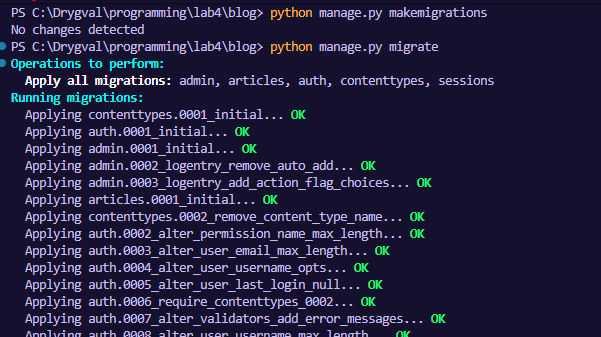 PS C:\Drygval\programming\lab4\blog> python manage.py makemigrations
No changes detected
PS C:\Drygval\programming\lab4\blog> python manage.py migrate
Operations to perform:
  Apply all migrations: admin, articles, auth, contenttypes, sessions
Running migrations:
  Applying contenttypes.0001_initial... OK
  Applying auth.0001_initial... OK
  Applying admin.0001_initial... OK
  Applying admin.0002_logentry_remove_auto_add... OK
  Applying admin.0003_logentry_add_action_flag_choices... OK
  Applying articles.0001_initial... OK
  Applying contenttypes.0002_remove_content_type_name... OK
  Applying auth.0002_alter_permission_name_max_length... OK
  Applying auth.0003_alter_user_email_max_length... OK
  Applying auth.0004_alter_user_username_opts... OK
  Applying auth.0005_alter_user_last_login_null... OK
  Applying auth.0006_require_contenttypes_0002... OK
  Applying auth.0007_alter_validators_add_error_messages... OK
  Applying auth.0008_alter_user_username_max_length... OK